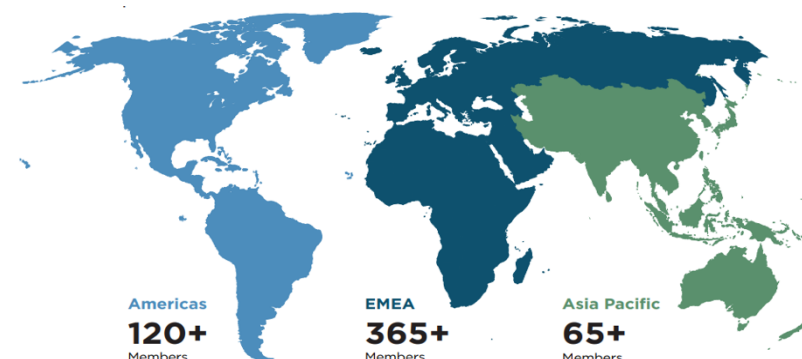 Americas
120+
Members
EMEA
365+
Members
Asia Pacific
65+
Members